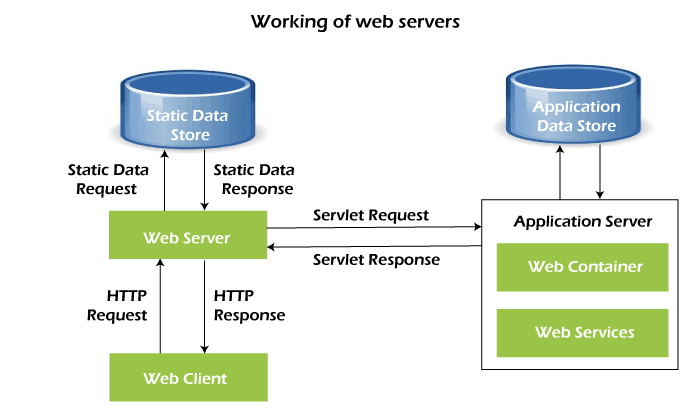 Working of web servers
Static Data
Store
Application
Data Store
Static Data
Request
Static Data
Response
Web Server
Servlet Request
Servlet Response
Application Server
Web Container
Web Services
HTTP
Request
HTTP
Response
Web Client